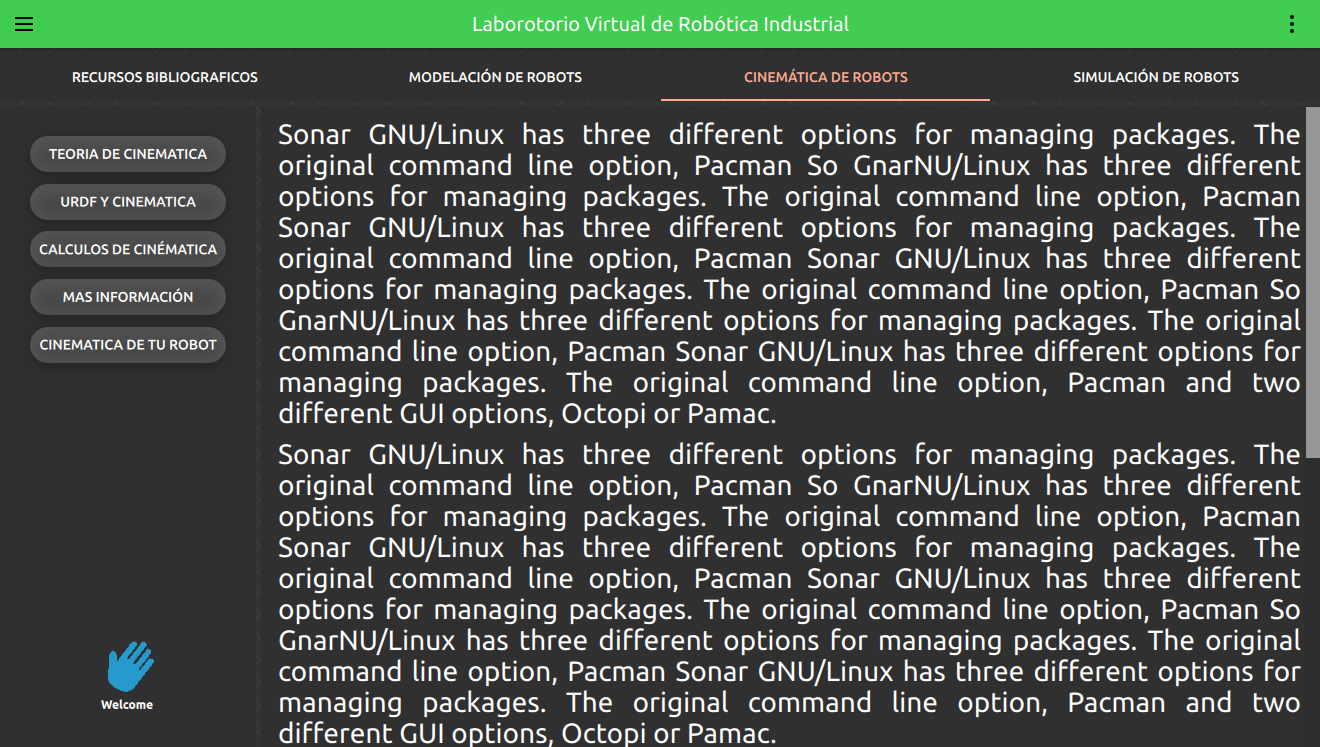 Laborotorio Virtual de Robótica Industrial
RECURSOS BIBLIOGRAFICOS
MODELACIÓN DE ROBOTS
CINEMÁTICA DE ROBOTS
SIMULACIÓN DE ROBOTS
TEORIA DE CINEMATICA
URDF Y CINEMATICA
CALCULOS DE CINÉMATICA
MAS INFORMACIÓN
CINEMATICA DE TU ROBOT
Welcome
Sonar GNU/Linux has three different options for managing packages. The
original command line option, Pacman So GnarNU/Linux has three different
options for managing packages. The original command line option, Pacman
Sonar GNU/Linux has three different options for managing packages. The
original command line option, Pacman Sonar GNU/Linux has three different
options for managing packages. The original command line option, Pacman So
GnarNU/Linux has three different options for managing packages. The original
command line option, Pacman Sonar GNU/Linux has three different options for
managing packages. The original command line option, Pacman and two
different GUI options, Octopi or Pamac.
Sonar GNU/Linux has three different options for managing packages. The
original command line option, Pacman So GnarNU/Linux has three different
options for managing packages. The original command line option, Pacman
Sonar GNU/Linux has three different options for managing packages. The
original command line option, Pacman Sonar GNU/Linux has three different
options for managing packages. The original command line option, Pacman So
GnarNU/Linux has three different options for managing packages. The original
command line option, Pacman Sonar GNU/Linux has three different options for
managing packages. The original command line option, Pacman and two
different GUI options, Octopi or Pamac.